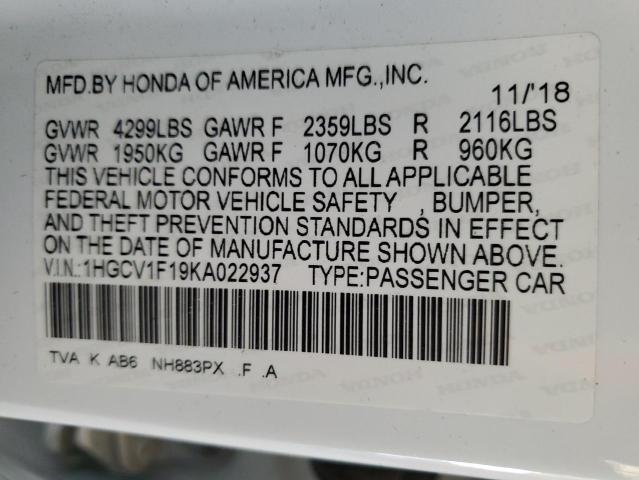 MFD.BY HONDA OF AMERICA MFG.,INC.
11/'18
GVWR 4299LBS GAWR F 2359LBS R 2116LBS
GVWR 1950KG GAWR F 1070KG R 960KG
THIS VEHICLE CONFORMS TO ALL APPLICABLE
FEDERAL MOTOR VEHICLE SAFETY , BUMPER,
AND THEFT PREVENTION STANDARDS IN EFFECT
ON THE DATE OF MANUFACTURE SHOWN ABOVE.
V.I.N.:1HGCV1F19KA022937 TYPE:PASSENGER CAR
TVA K AB6 NH883PX .F .A